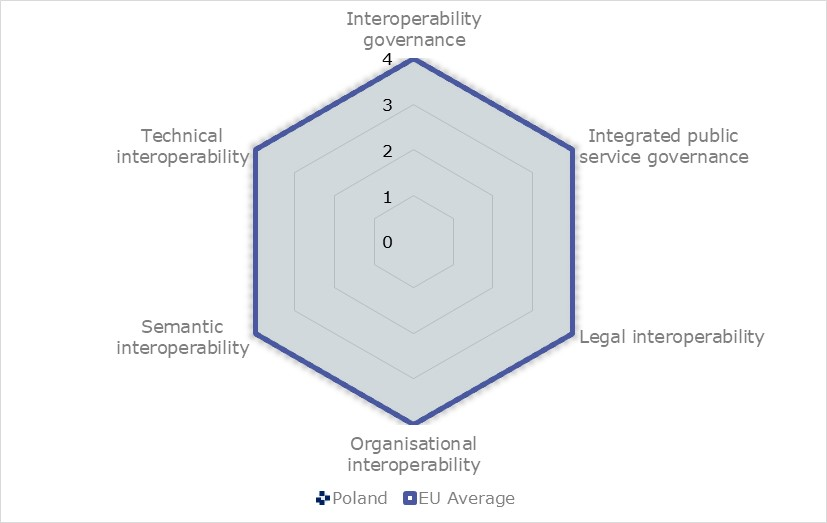 Interoperability
governance
4
3
2
1
0
Technical
interoperability
Integrated public
service governance
Semantic
interoperability
Legal interoperability
Organisational
interoperability
Poland
EU Average